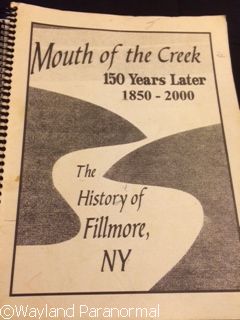 Mouth of the Creek
150 Years Later
1850 - 2000
The
History of
Fillmore,
NY
©Wayland Paranormal